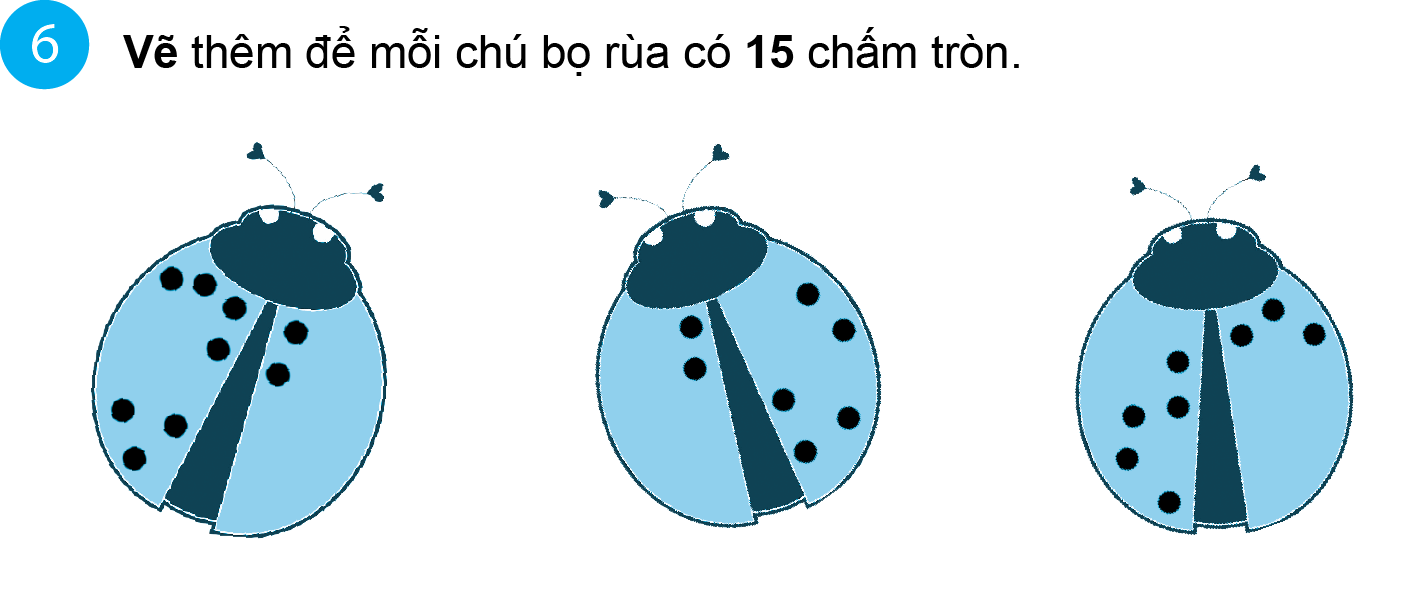 6 Vẽ thêm để mỗi chú bọ rùa có 15 chấm tròn.